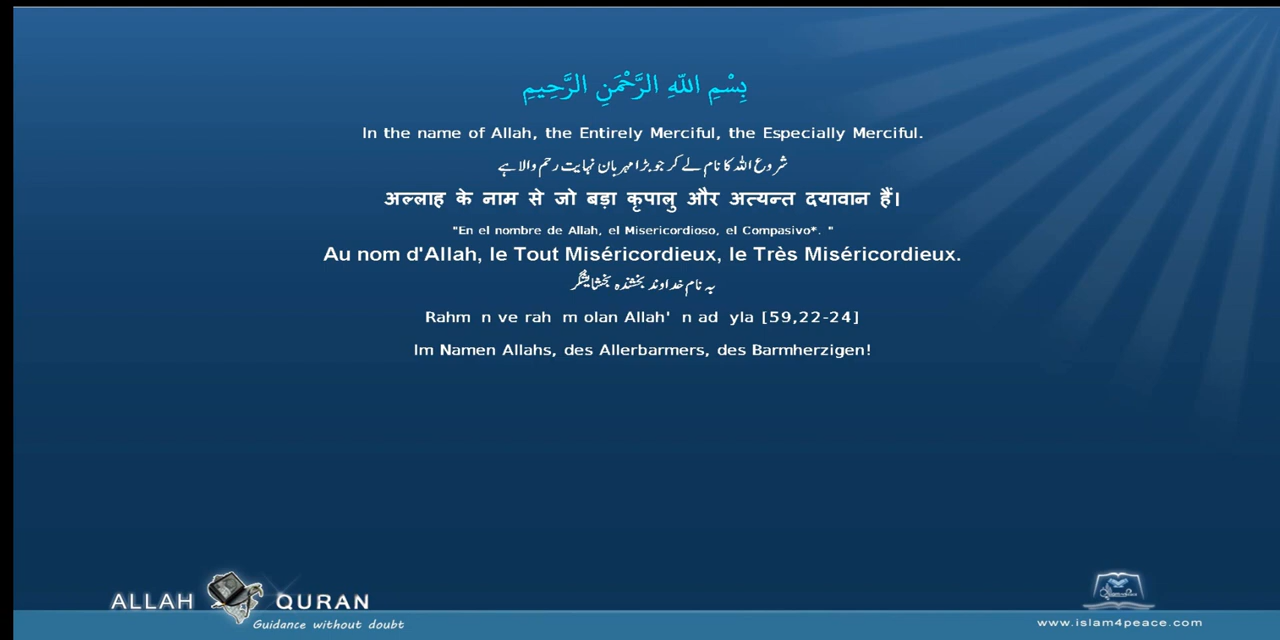 بِسْمِ اللّٰهِ الرَّحْمَنِ الرَّحِيمِ
In the name of Allah, the Entirely Merciful, the Especially Merciful.
شروع اللہ کا نام لے کر جو بڑا مہربان نہایت رحم والا ہے
अल्लाह के नाम से जो बड़ा कृपालु और अत्यन्त दयावान हैं।
"En el nombre de Allah, el Misericordioso, el Compasivo*. "
Au nom d'Allah, le Tout Miséricordieux, le Très Miséricordieux.
به نام خداوند بخشنده بخشایشگر
Rahm n ve rah m olan Allah' n ad yla [59,22-24]
Im Namen Allahs, des Allerbarmers, des Barmherzigen!
ALLAH QURAN
Guidance without doubt
www.islam4peace.com